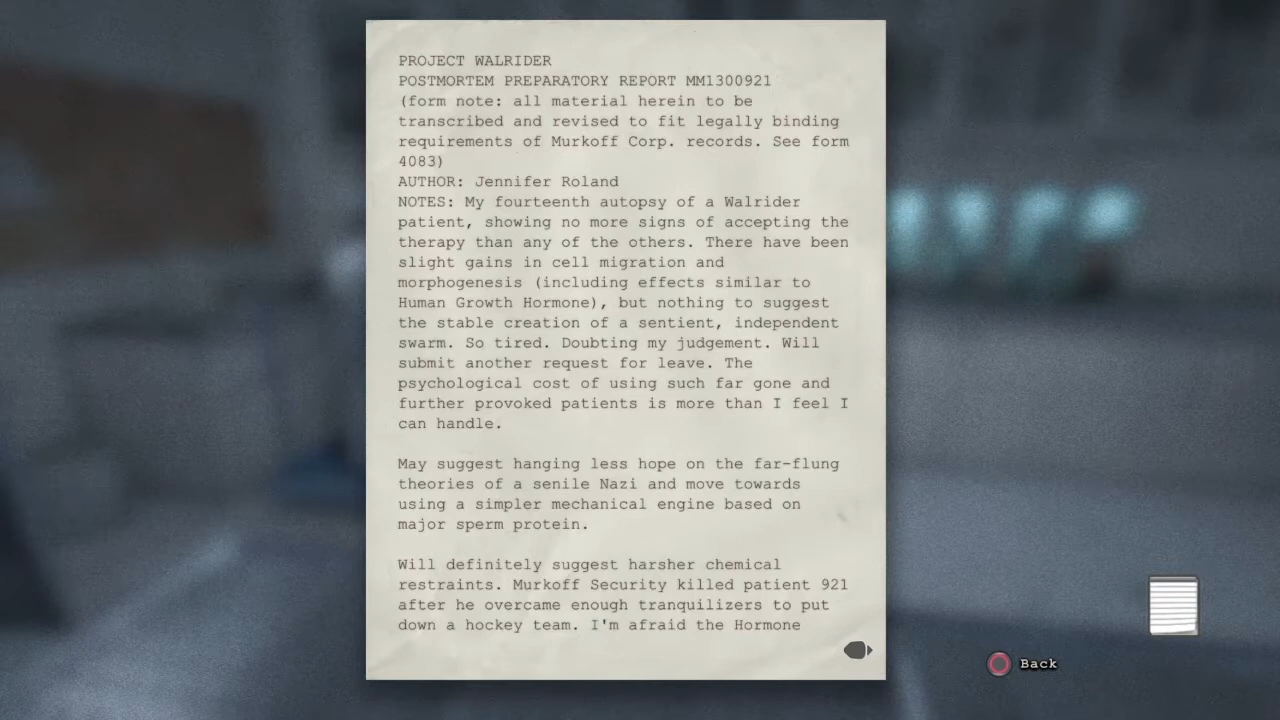 PROJECT WALRIDER
POSTMORTEM PREPARATORY REPORT MM1300921
(form note: all material herein to be
transcribed and revised to fit legally binding
requirements of Murkoff Corp. records. See form
4083)
AUTHOR: Jennifer Roland
NOTES: My fourteenth autopsy of a Walrider
patient, showing no more signs of accepting the
therapy than any of the others. There have been
slight gains in cell migration and
morphogenesis (including effects similar to
Human Growth Hormone), but nothing to suggest
the stable creation of a sentient, independent
swarm. So tired. Doubting my judgement. Will
submit another request for leave. The
psychological cost of using such far gone and
further provoked patients is more than I feel I
can handle.
May suggest hanging less hope on the far-flung
theories of a senile Nazi and move towards
using a simpler mechanical engine based on
major sperm protein.
Will definitely suggest harsher chemical
restraints. Murkoff Security killed patient 921
after he overcame enough tranquilizers to put
down a hockey team. I'm afraid the Hormone
Back